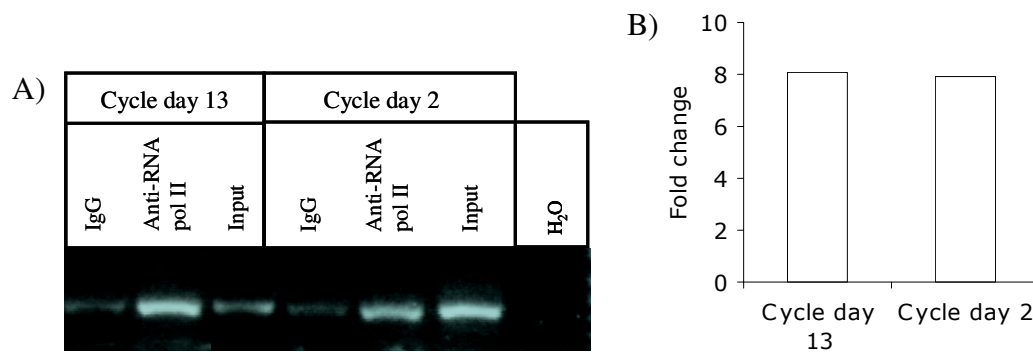 A)
Cycle day 13
Cycle day 2
IgG
Anti-RNA
pol II
Input
IgG
Anti-RNA
pol II
Input
H₂O
B)
Fold change
10
8
6
4
2
0
Cycle day
13
Cycle day 2